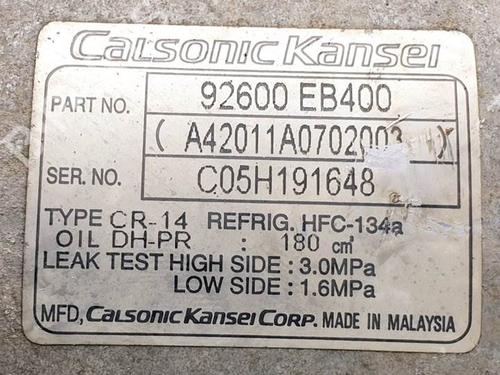 Calsonic Kansei
PART NO. 92600 EB400
( A42011A0702003 )
SER. NO. C05H191648
TYPE CR-14 REFRIG. HFC-134a
OIL DH-PR : 180 cm³
LEAK TEST HIGH SIDE : 3.0MPa
LOW SIDE : 1.6MPa
MFD, CALSONIC KANSEI CORP. MADE IN MALAYSIA